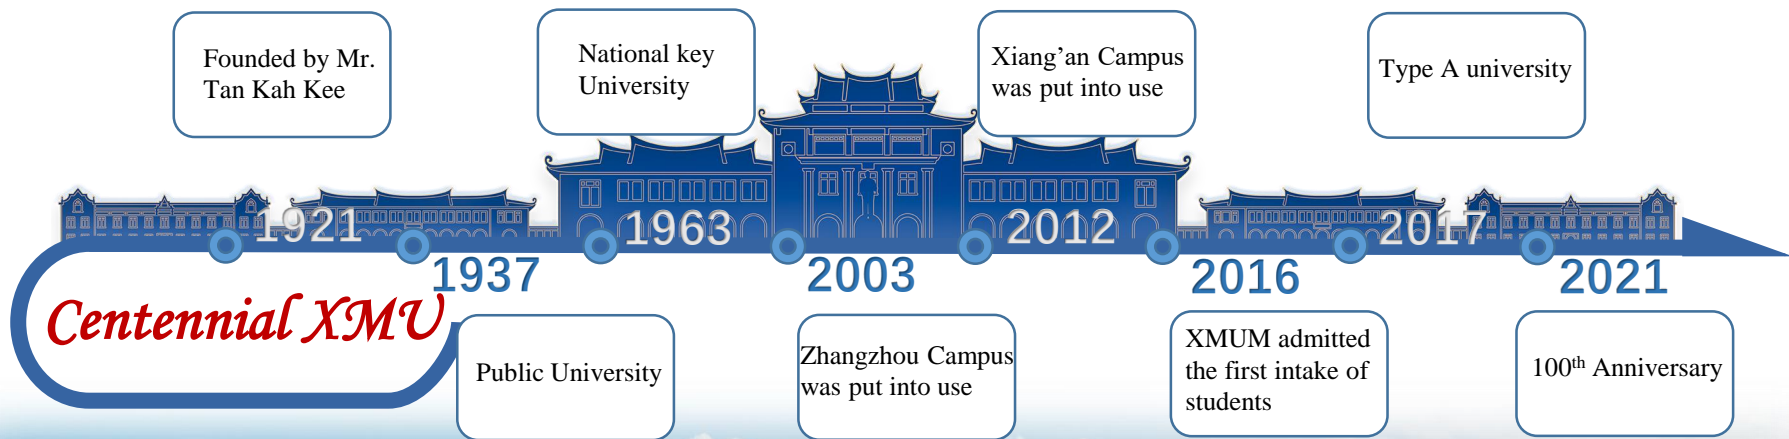 Founded by Mr.
Tan Kah Kee
National key
University
Xiang’an Campus
was put into use
Type A university
1921
1963
2012
2017
1937
2003
2016
2021
Centennial XMU
Public University
Zhangzhou Campus
was put into use
XMUM admitted
the first intake of
students
100th Anniversary